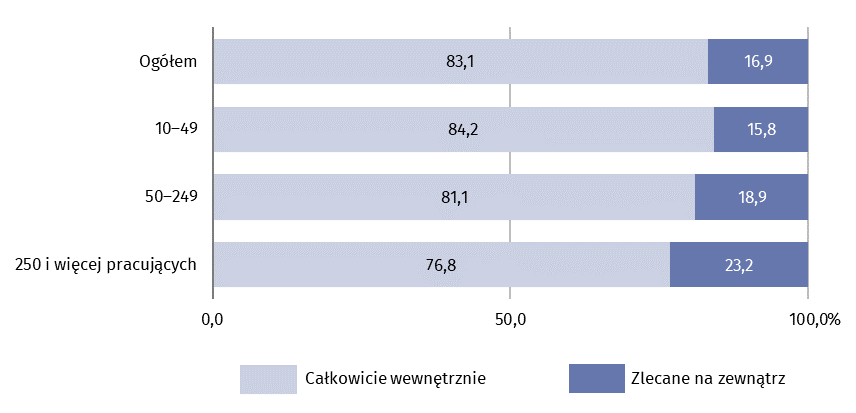 Ogółem 83,1 16,9
10–49 84,2 15,8
50–249 81,1 18,9
250 i więcej pracujących 76,8 23,2
0,0 50,0 100,0%
Całkowicie wewnętrznie Zlecane na zewnątrz